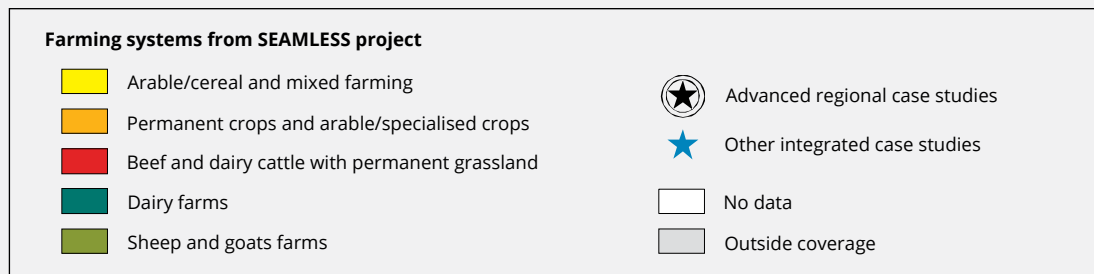 Farming systems from SEAMLESS project
Arable/cereal and mixed farming
Permanent crops and arable/specialised crops
Beef and dairy cattle with permanent grassland
Dairy farms
Sheep and goats farms
Advanced regional case studies
Other integrated case studies
No data
Outside coverage